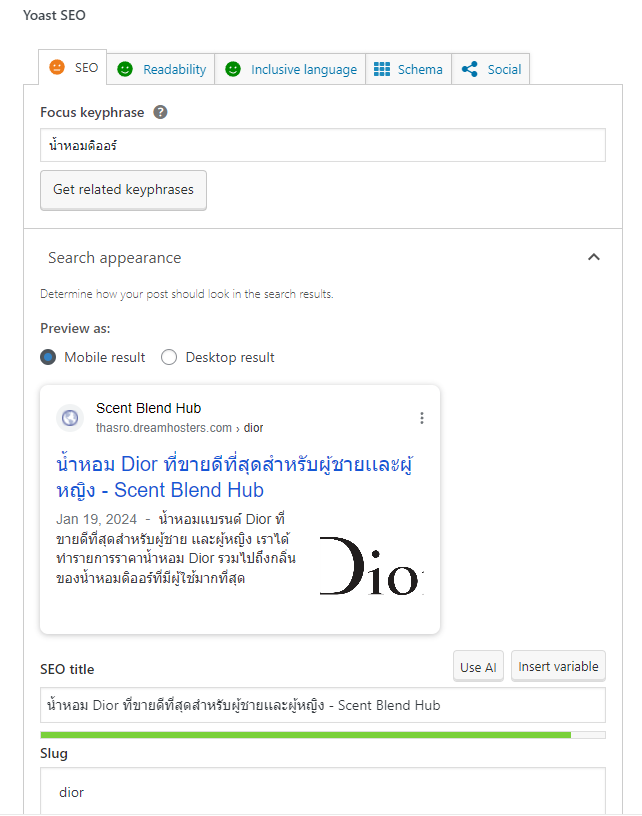 Yoast SEO
SEO
Readability
Inclusive language
Schema
Social
Focus keyphrase ?
น้ำหอมดิออร์
Get related keyphrases
Search appearance
Determine how your post should look in the search results.
Preview as:
Mobile result
Desktop result
Scent Blend Hub
thasro.dreamhosters.com › dior
น้ำหอม Dior ที่ขายดีที่สุดสำหรับผู้ชายและผู้
หญิง - Scent Blend Hub
Jan 19, 2024 - น้ำหอมแบรนด์ Dior ที่
ขายดีที่สุดสำหรับผู้ชาย และผู้หญิง เราได้
ทำรายการราคาน้ำหอม Dior รวมไปถึงกลิ่น
ของน้ำหอมดิออร์ที่มีผู้ใช้มากที่สุด
Dior
SEO title
Use AI
Insert variable
น้ำหอม Dior ที่ขายดีที่สุดสำหรับผู้ชายและผู้หญิง - Scent Blend Hub
Slug
dior